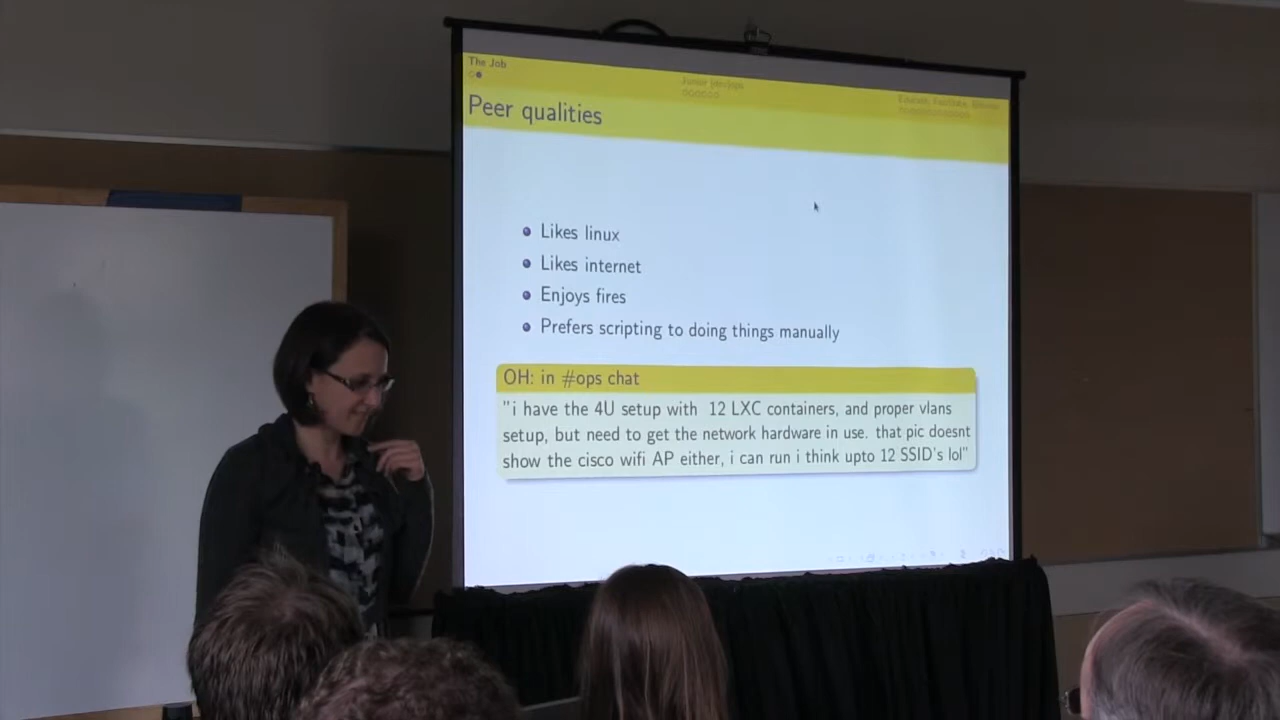 The Job
Junior
Peer qualities
Likes linux
Likes internet
Enjoys fires
Prefers scripting to doing things manually
OH: in #ops chat
"i have the 4U setup with 12 LXC containers, and proper vlans
setup, but need to get the network hardware in use. that pic doesnt
show the cisco wifi AP either, i can run i think upto 12 SSID's lol"